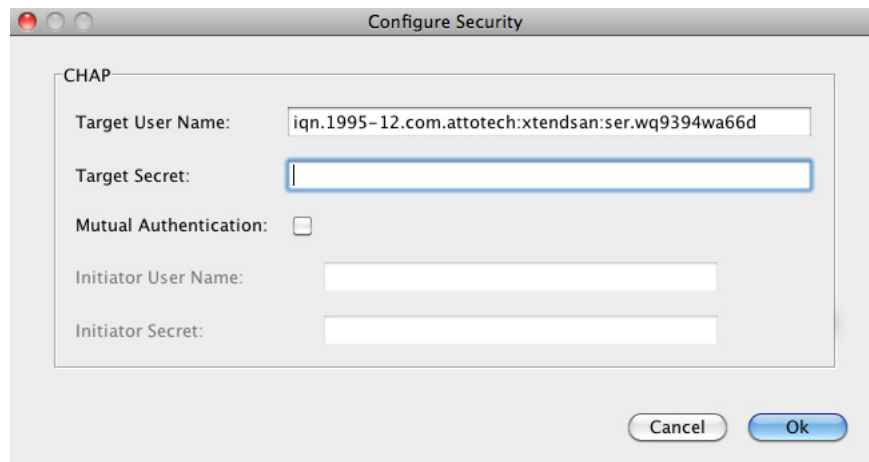 Configure Security
CHAP
Target User Name: iqn.1995-12.com.attotech:xtendsan:ser.wq9394wa66d
Target Secret:
Mutual Authentication:
Initiator User Name:
Initiator Secret:
Cancel Ok